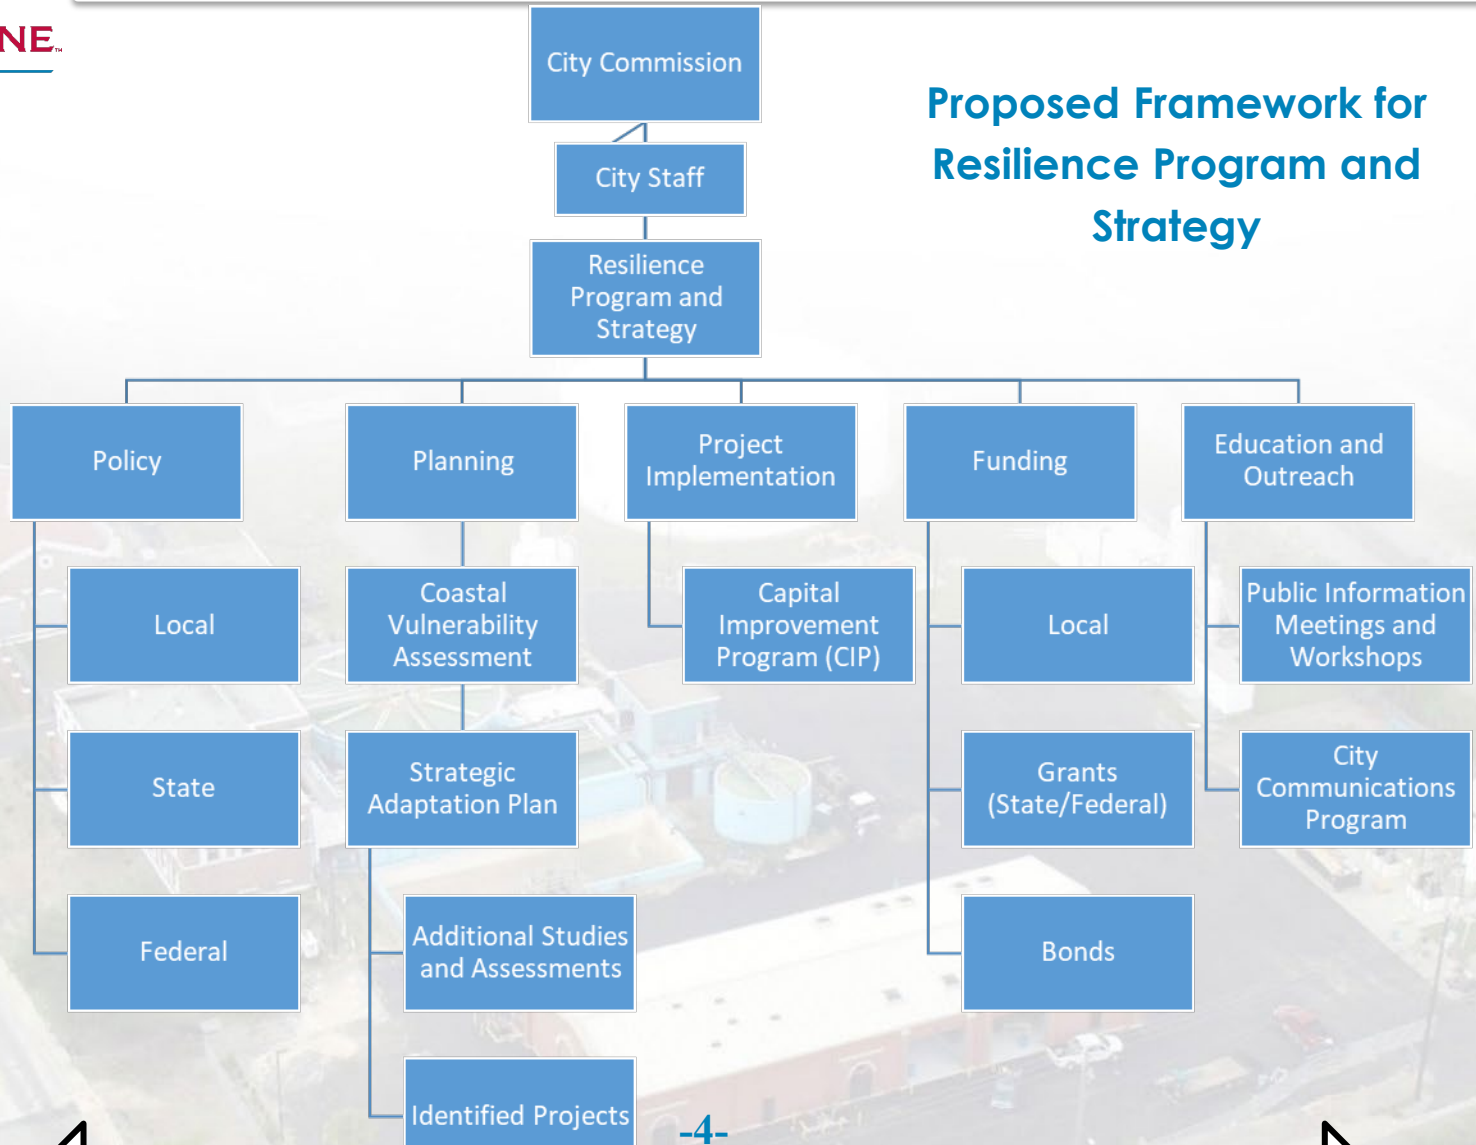 NE™
City Commission
Proposed Framework for
Resilience Program and
Strategy
City Staff
Resilience
Program and
Strategy
Policy
Planning
Project
Implementation
Funding
Education and
Outreach
Local
Coastal
Vulnerability
Assessment
Capital
Improvement
Program (CIP)
Local
Public Information
Meetings and
Workshops
State
Strategic
Adaptation Plan
Grants
(State/Federal)
City
Communications
Program
Federal
Additional Studies
and Assessments
Bonds
Identified Projects
-4-